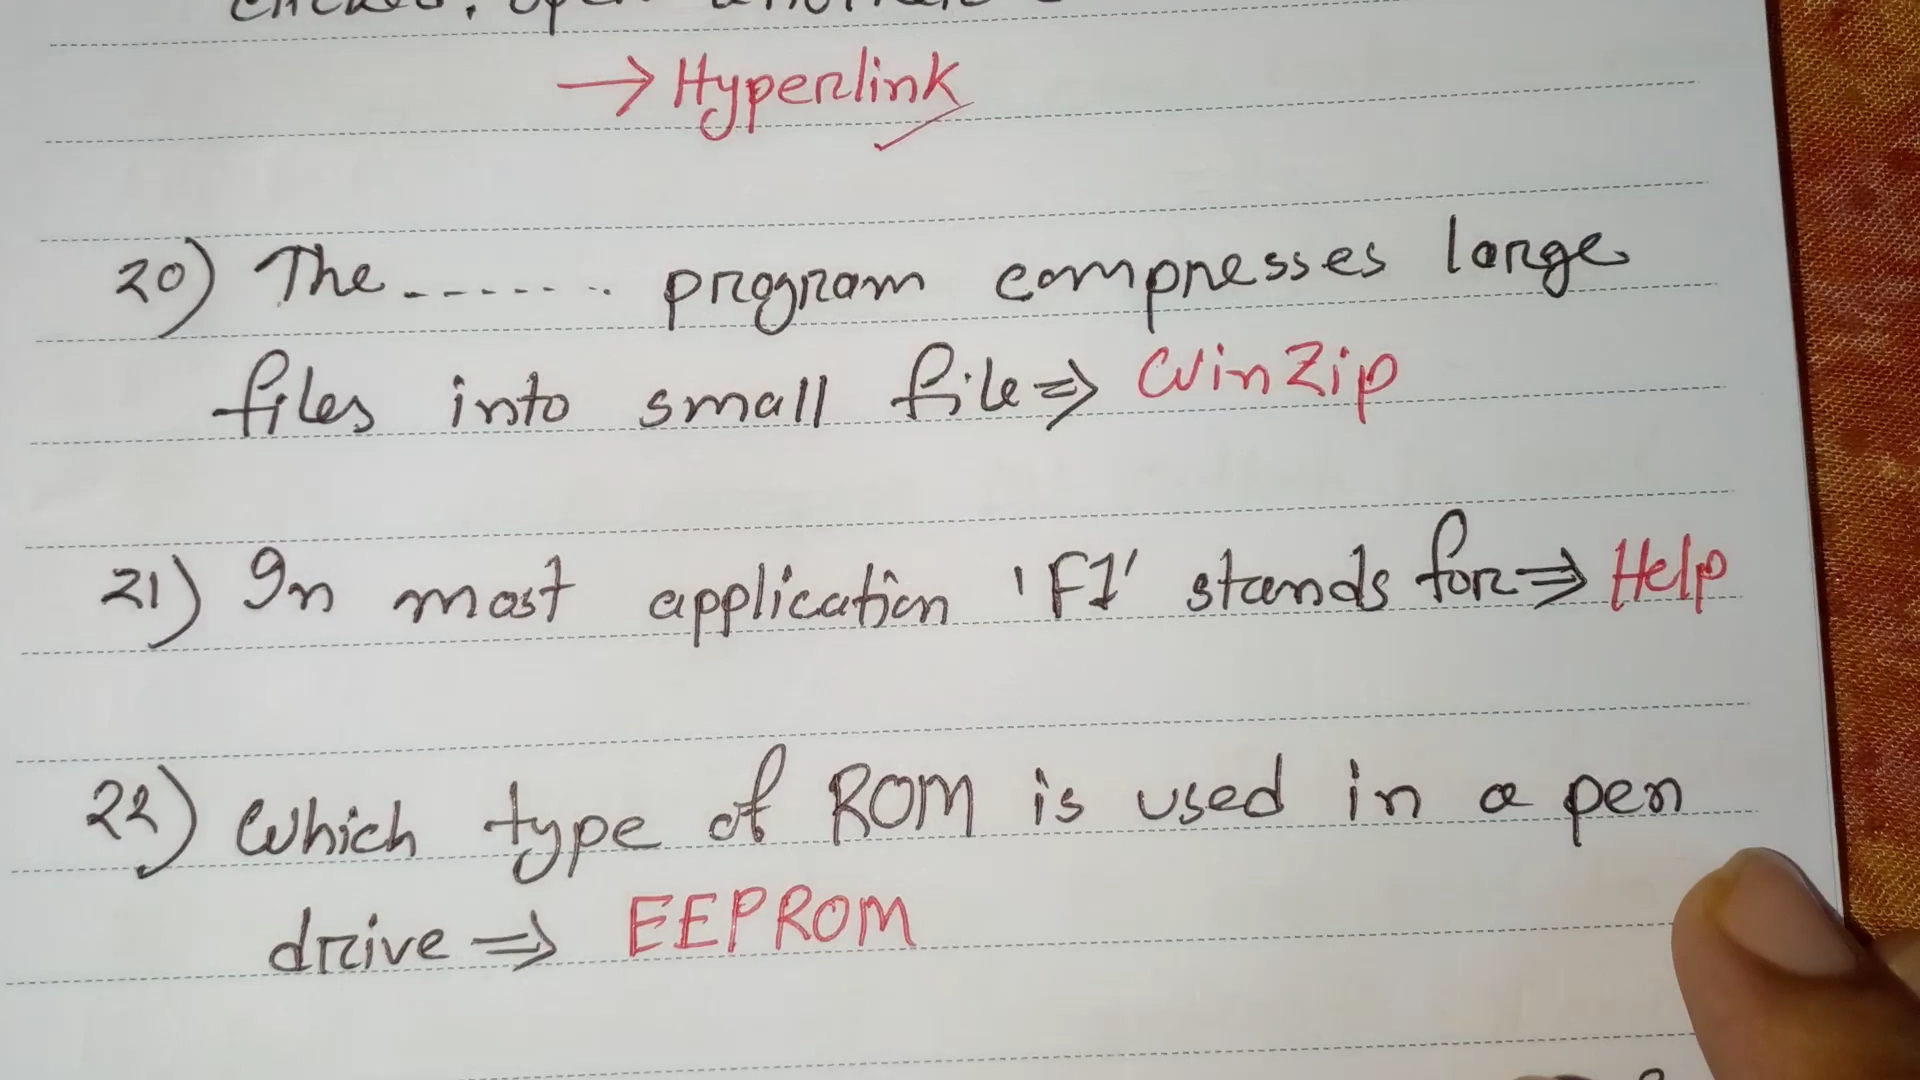 → Hyperlink
20) The ....... program compresses large
files into small file ⇒ WinZip
21) In most application 'F1' stands for ⇒ Help
22) Which type of ROM is used in a pen
drive ⇒ EEPROM